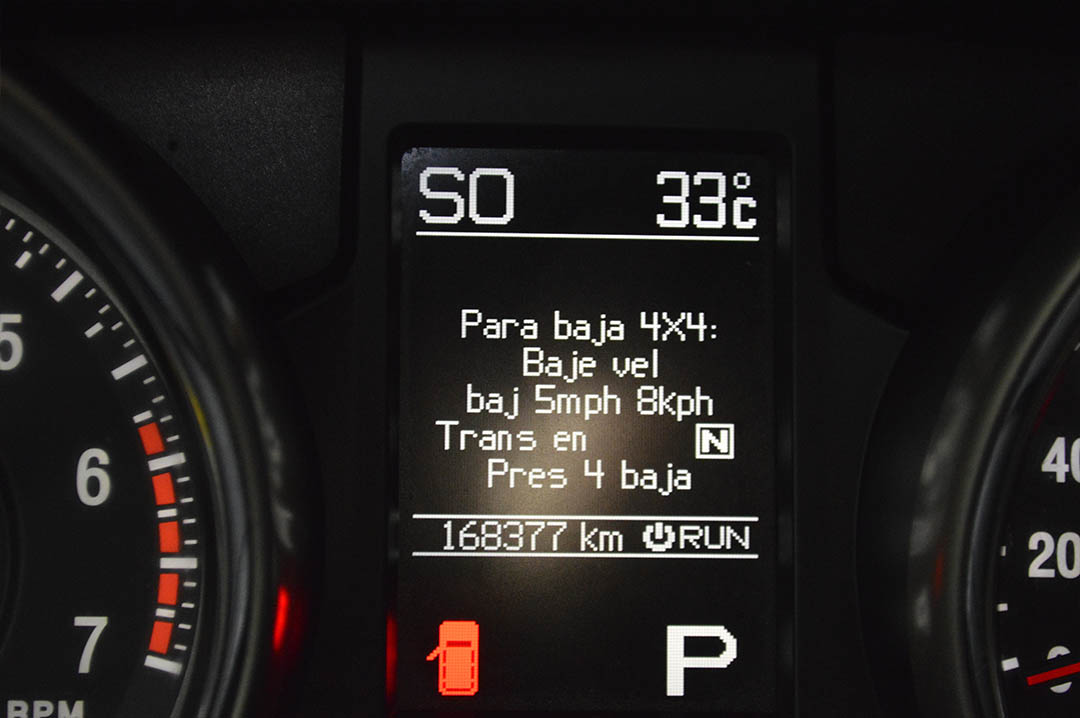 SO 33°C
Para baja 4X4:
Baje vel
baj 5mph 8kph
Trans en N
Pres 4 baja
168377 km RUN
P
5
6
7
RPM
40
20
0